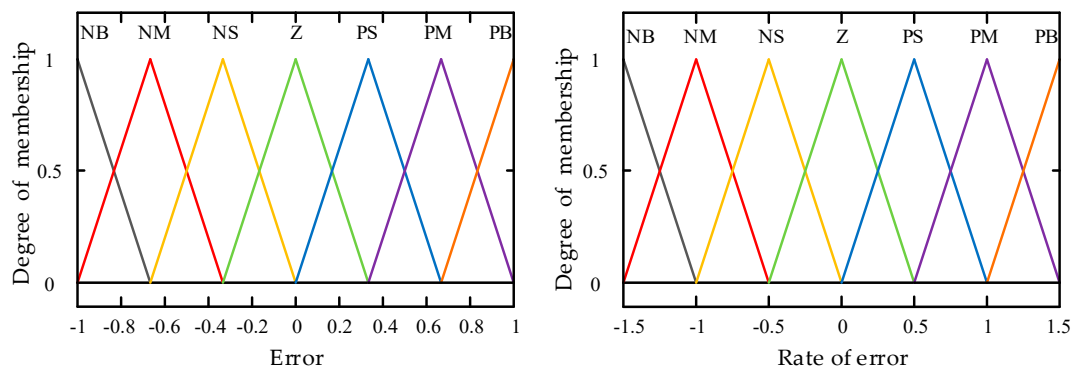 NB NM NS Z PS PM PB
1
0.5
0
Degree of membership
-1 -0.8 -0.6 -0.4 -0.2 0 0.2 0.4 0.6 0.8 1
Error
NB NM NS Z PS PM PB
1
0.5
0
Degree of membership
-1.5 -1 -0.5 0 0.5 1 1.5
Rate of error